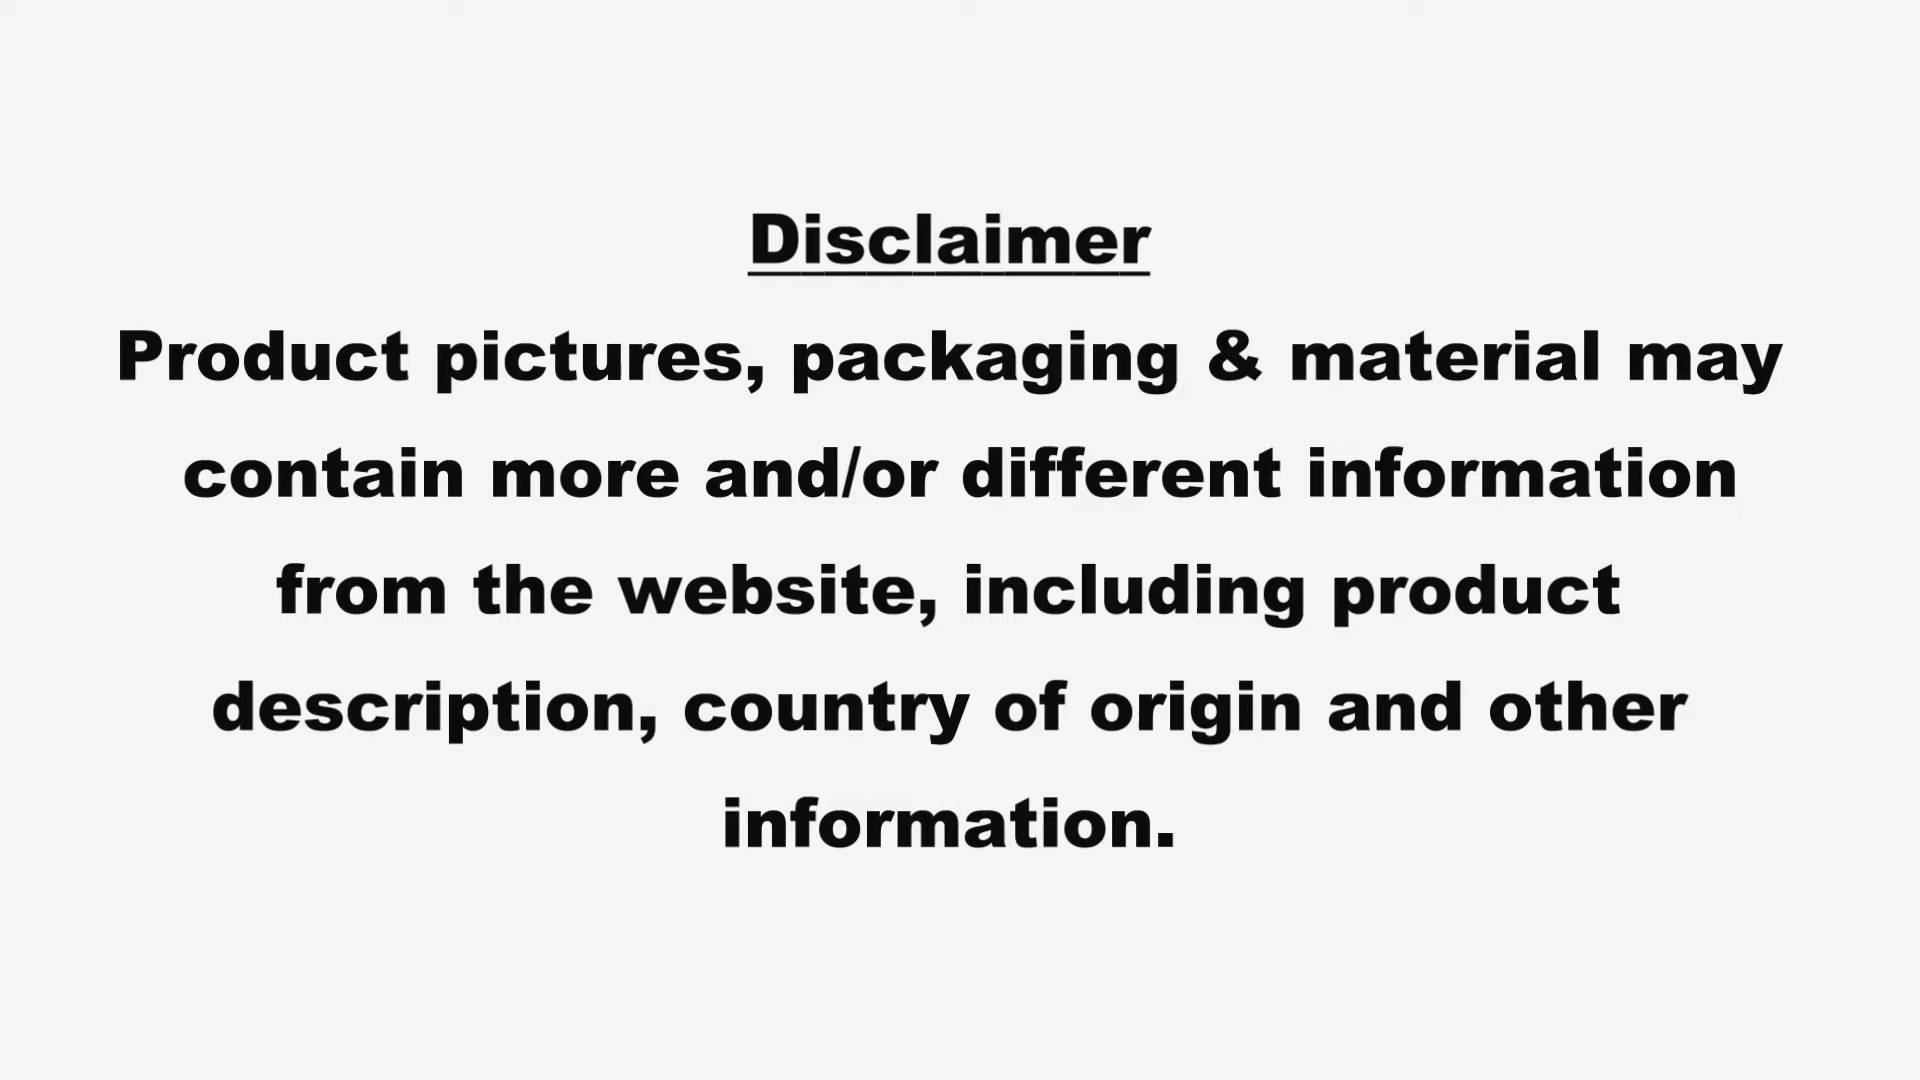 Disclaimer
Product pictures, packaging & material may
contain more and/or different information
from the website, including product
description, country of origin and other
information.